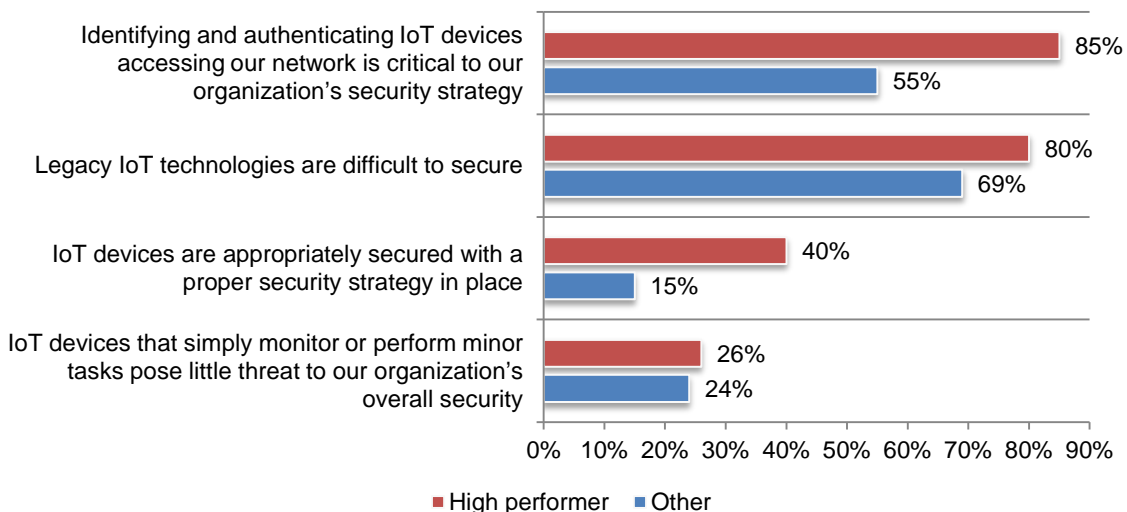 Identifying and authenticating IoT devices
accessing our network is critical to our
organization’s security strategy
85%
55%
Legacy IoT technologies are difficult to secure
80%
69%
IoT devices are appropriately secured with a
proper security strategy in place
40%
15%
IoT devices that simply monitor or perform minor
tasks pose little threat to our organization’s
overall security
26%
24%
0% 10% 20% 30% 40% 50% 60% 70% 80% 90%
High performer Other